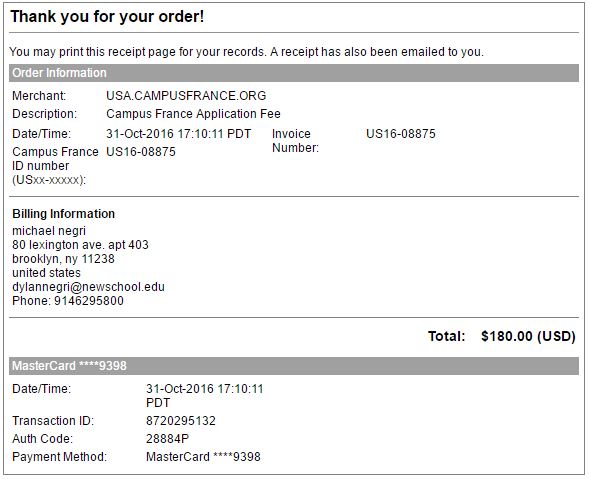 Thank you for your order!
You may print this receipt page for your records. A receipt has also been emailed to you.
Order Information
Merchant: USA.CAMPUSFRANCE.ORG
Description: Campus France Application Fee
Date/Time: 31-Oct-2016 17:10:11 PDT Invoice Number: US16-08875
Campus France ID number (USxx-xxxxx): US16-08875
Billing Information
michael negri
80 lexington ave. apt 403
brooklyn, ny 11238
united states
dylannegri@newschool.edu
Phone: 9146295800
Total: $180.00 (USD)
MasterCard ****9398
Date/Time: 31-Oct-2016 17:10:11 PDT
Transaction ID: 8720295132
Auth Code: 28884P
Payment Method: MasterCard ****9398